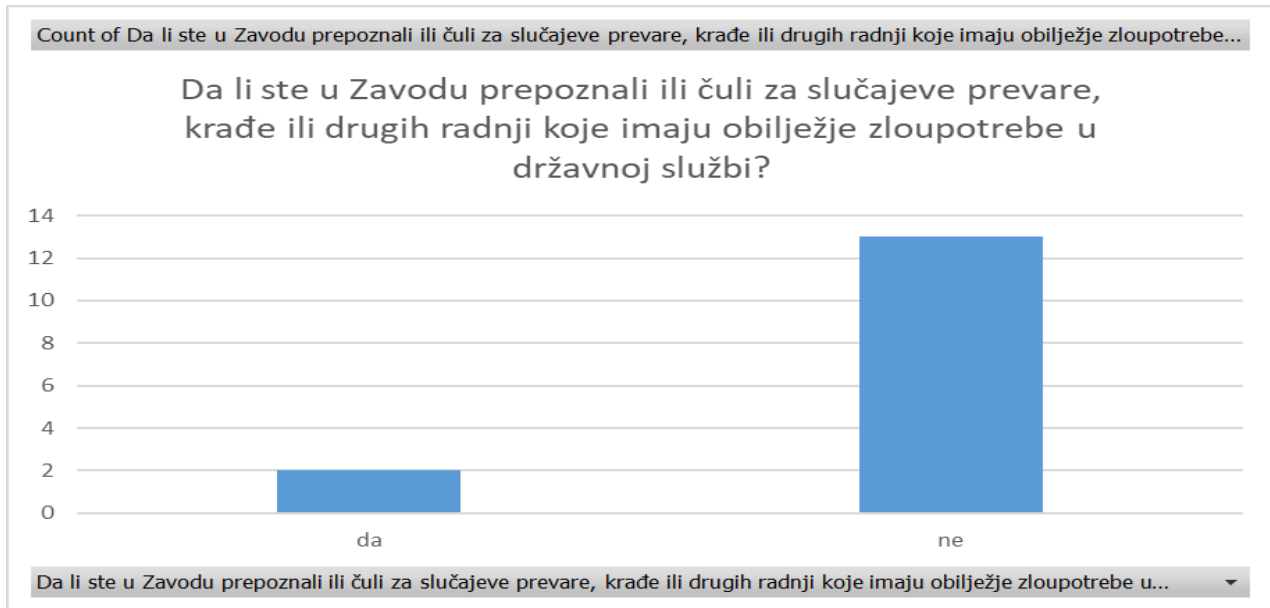 Count of Da li ste u Zavodu prepoznali ili čuli za slučajeve prevare, krađe ili drugih radnji koje imaju obilježje zloupotrebe...
Da li ste u Zavodu prepoznali ili čuli za slučajeve prevare,
krađe ili drugih radnji koje imaju obilježje zloupotrebe u
državnoj službi?
14
12
10
8
6
4
2
0
da
ne
Da li ste u Zavodu prepoznali ili čuli za slučajeve prevare, krađe ili drugih radnji koje imaju obilježje zloupotrebe u...